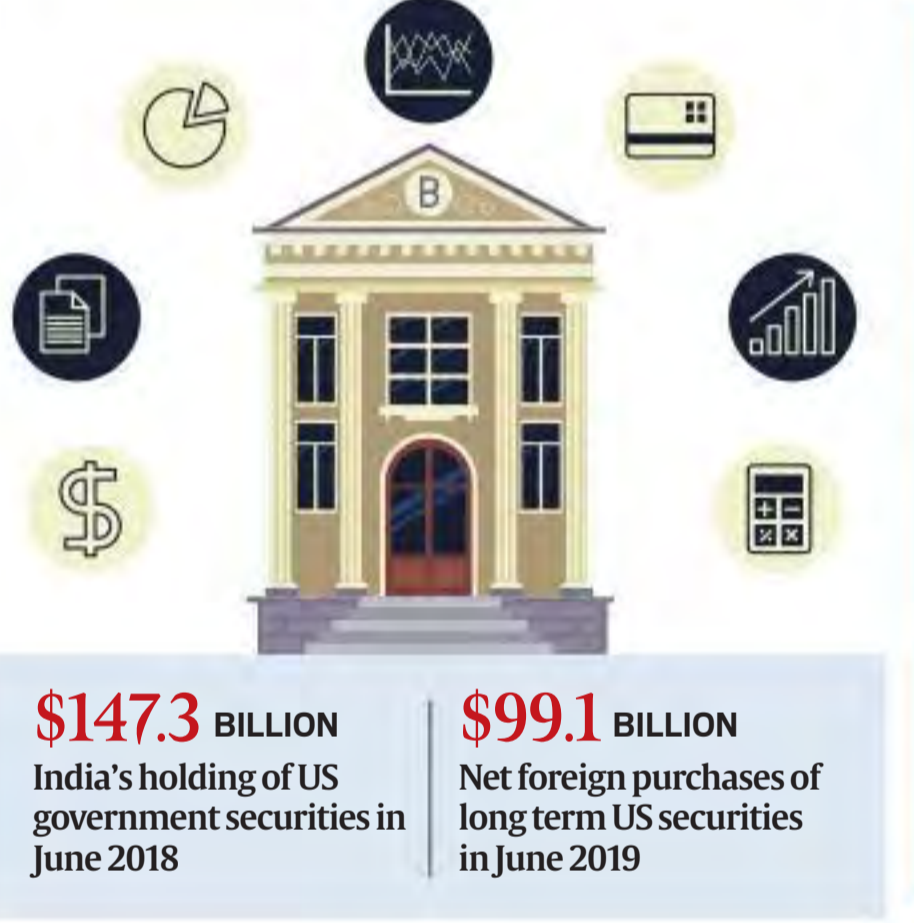 B
$147.3 BILLION
India's holding of US
government securities in
June 2018
$99.1 BILLION
Net foreign purchases of
long term US securities
in June 2019